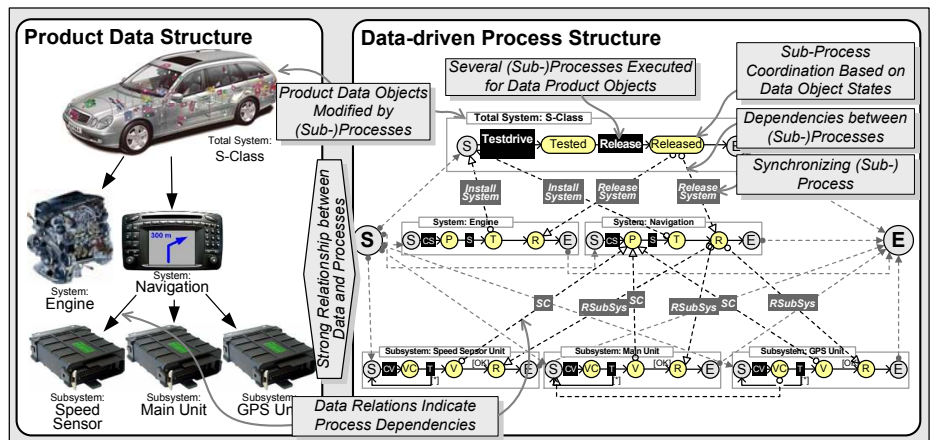 Product Data Structure
Total System:
S-Class
300 m
System:
Engine
System:
Navigation
Subsystem:
Speed
Sensor
Subsystem:
Main Unit
Subsystem:
GPS Unit
Product Data Objects
Modified by
(Sub-)Processes
Strong Relationship between
Data and Processes
Data Relations Indicate
Process Dependencies
Data-driven Process Structure
Several (Sub-)Processes Executed
for Data Product Objects
Sub-Process
Coordination Based on
Data Object States
Dependencies between
(Sub-)Processes
Synchronizing (Sub-)
Process
Total System: S-Class
S Testdrive Tested Release Released E
Install
System
Install
System
Release
System
Release
System
System: Engine
S CS P S T R E
System: Navigation
S CS P S T R E
S
E
SC
RSubSys
SC
RSubSys
SC
RSubSys
Subsystem: Speed Sensor Unit
S CV VC T V [OK] R E
[*]
Subsystem: Main Unit
S CV VC T V [OK] R E
[*]
Subsystem: GPS Unit
S CV VC T V [OK] R E
[*]